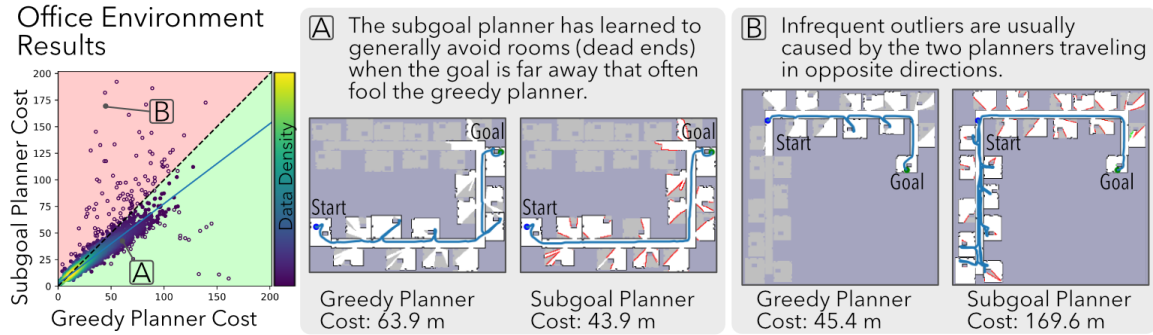 Office Environment
Results
Subgoal Planner Cost
200
175
150
125
100
75
50
25
0
0
50
100
150
200
Greedy Planner Cost
Data Density
B
A
A
The subgoal planner has learned to
generally avoid rooms (dead ends)
when the goal is far away that often
fool the greedy planner.
Goal
Start
Greedy Planner
Cost: 63.9 m
Goal
Start
Subgoal Planner
Cost: 43.9 m
B
Infrequent outliers are usually
caused by the two planners traveling
in opposite directions.
Start
Goal
Greedy Planner
Cost: 45.4 m
Start
Goal
Subgoal Planner
Cost: 169.6 m